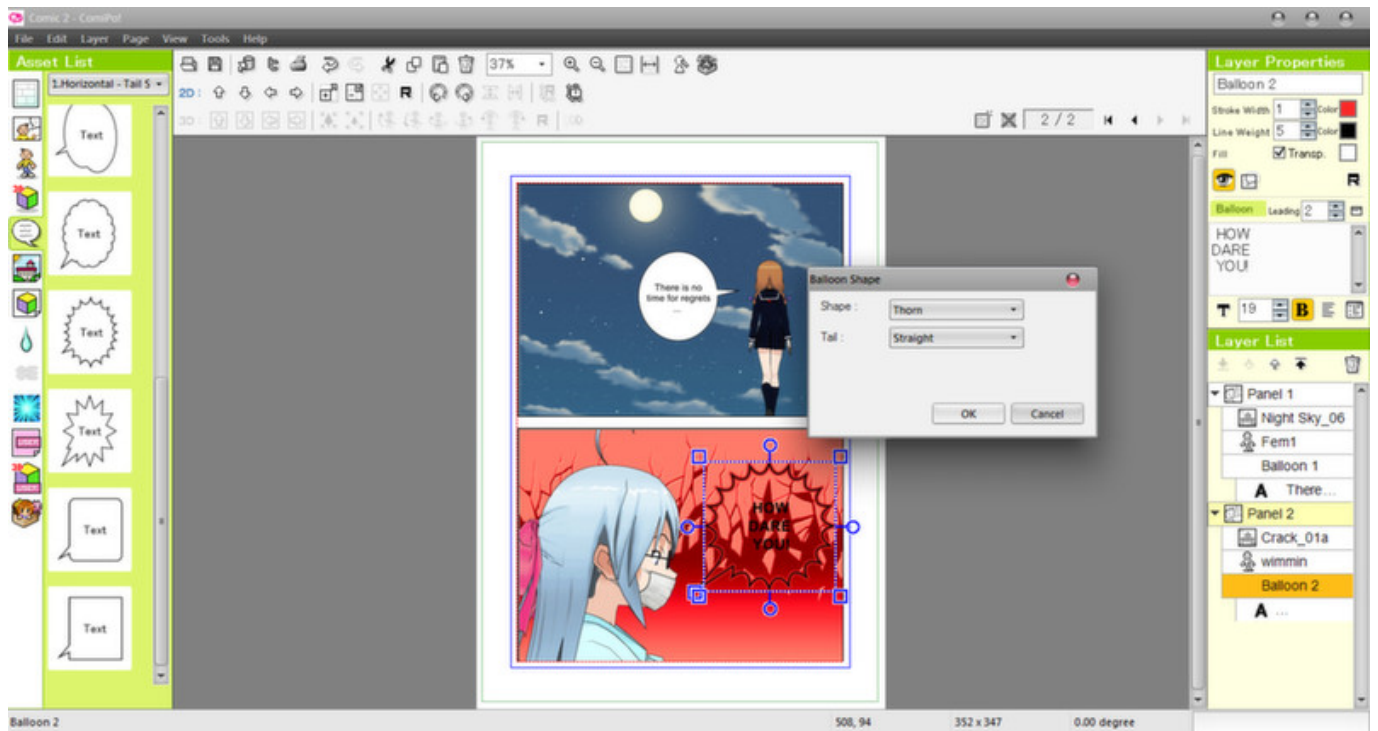 Comic 2 - ComiPo!
File Edit Layer Page View Tools Help
Asset List
1.Horizontal - Tail S
Text
Text
Text
Text
Text
Text
37%
2D :
3D :
2 / 2
There is no
time for regrets
...
HOW
DARE
YOU!
Balloon Shape
Shape :
Thorn
Tail :
Straight
OK
Cancel
Layer Properties
Balloon 2
Stroke Width 1 Color
Line Weight 5 Color
Fill Transp.
Balloon Leading 2
HOW
DARE
YOU!
T 19 B
Layer List
Panel 1
Night Sky_06
Fem1
Balloon 1
A There...
Panel 2
Crack_01a
wimmin
Balloon 2
A ...
Balloon 2
508, 94
352 x 347
0.00 degree